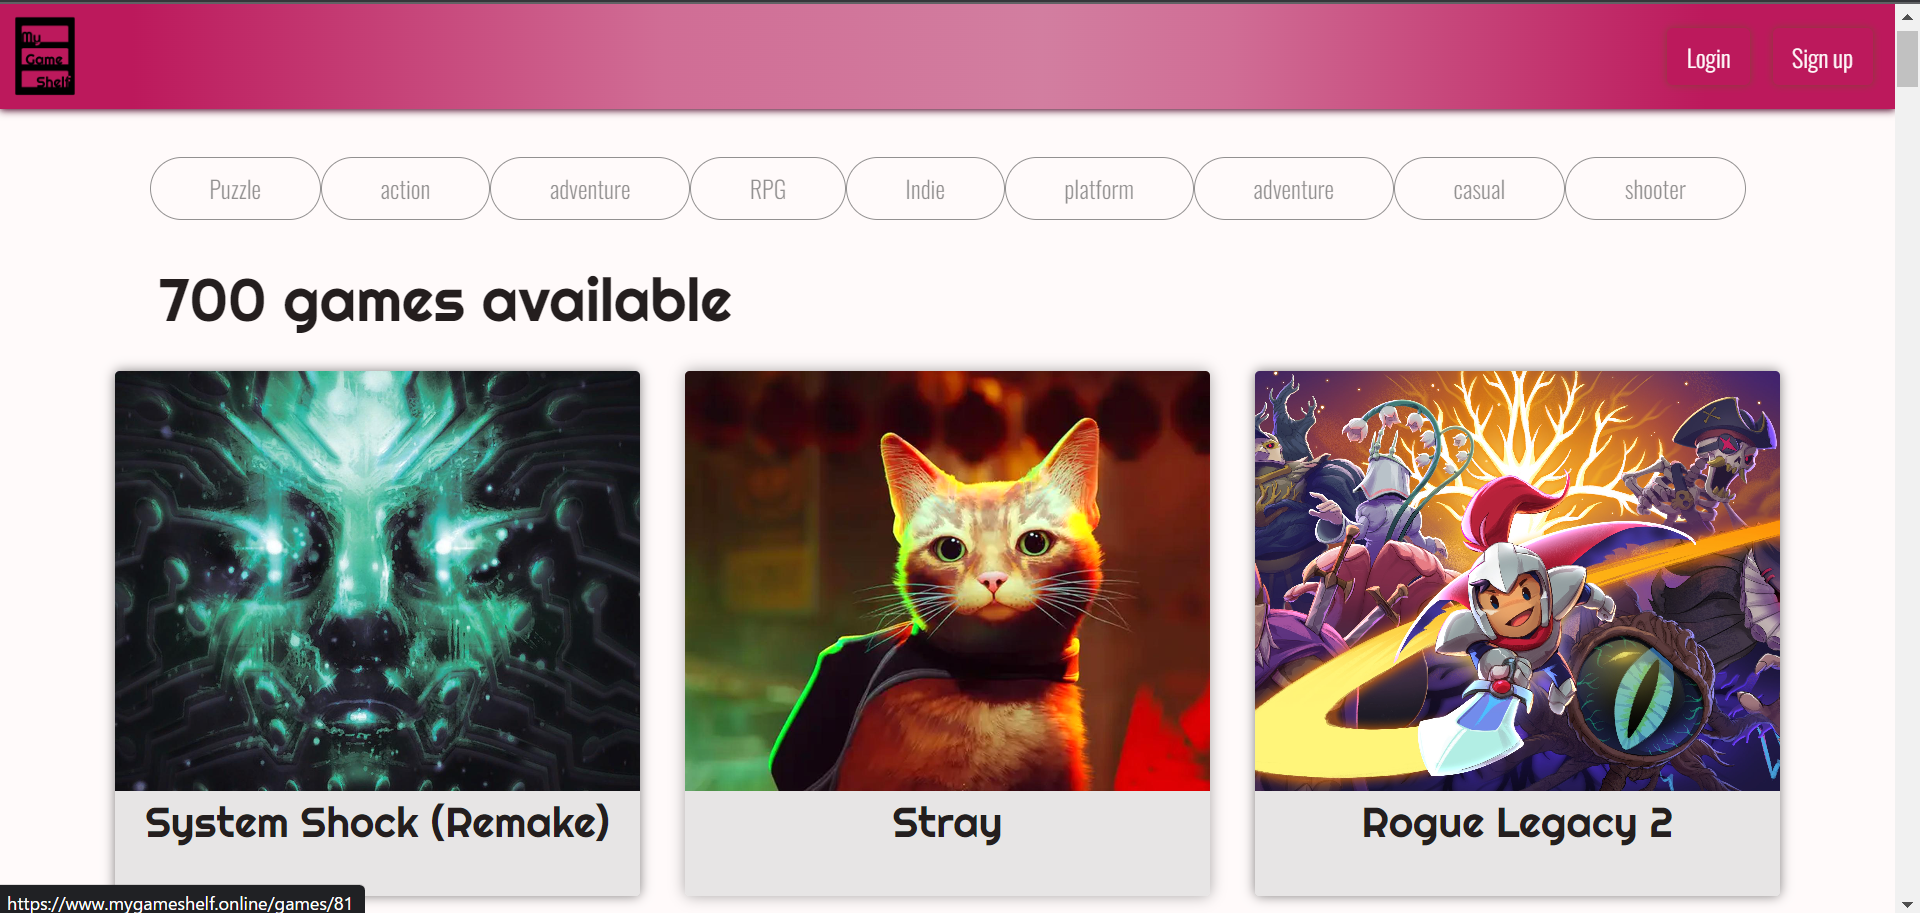 My
Game
Shelf
Login
Sign up
Puzzle
action
adventure
RPG
Indie
platform
adventure
casual
shooter
700 games available
System Shock (Remake)
Stray
Rogue Legacy 2
https://www.mygameshelf.online/games/81